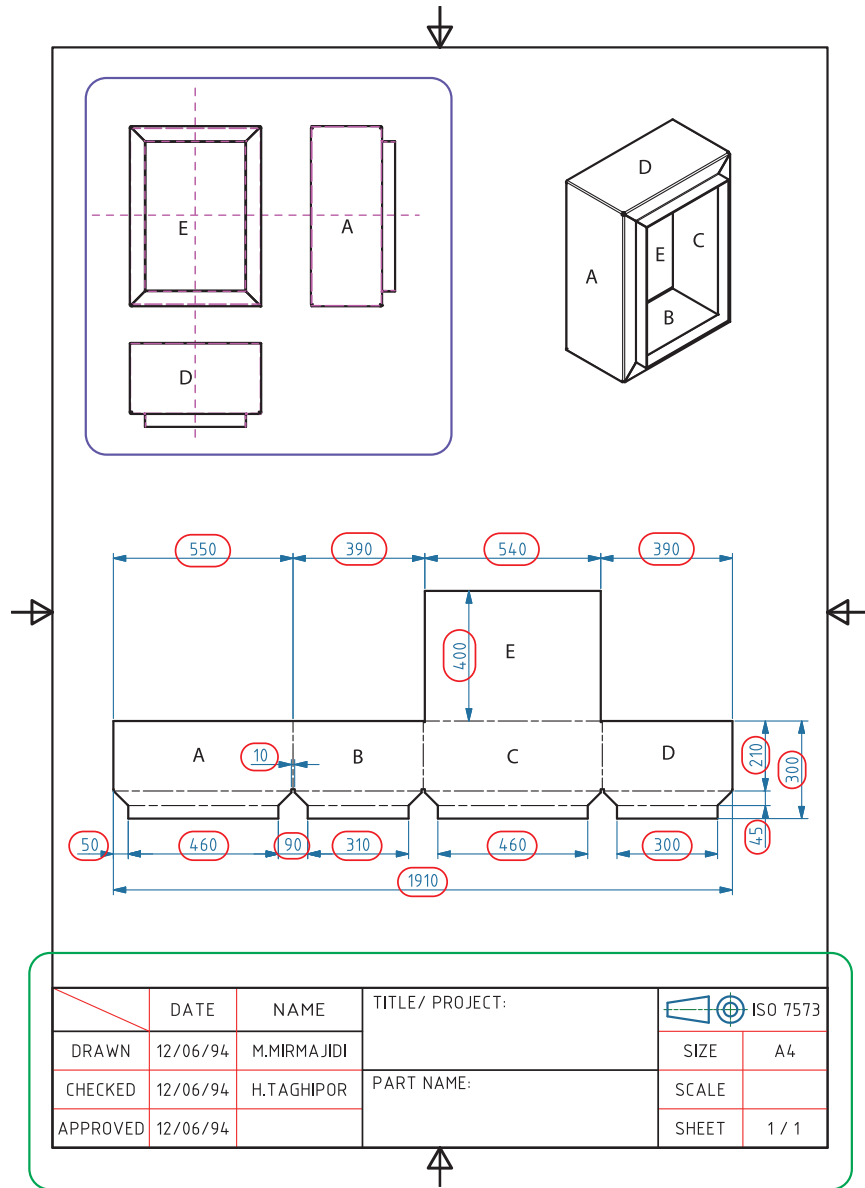 D
E
A
C
A
E
B
D
550
390
540
390
400
E
A
10
B
C
D
210
300
50
460
90
310
460
300
45
1910
DATE
NAME
TITLE/ PROJECT:
ISO 7573
DRAWN
12/06/94
M.MIRMAJIDI
SIZE
A4
CHECKED
12/06/94
H.TAGHIPOR
PART NAME:
SCALE
APPROVED
12/06/94
SHEET
1 / 1